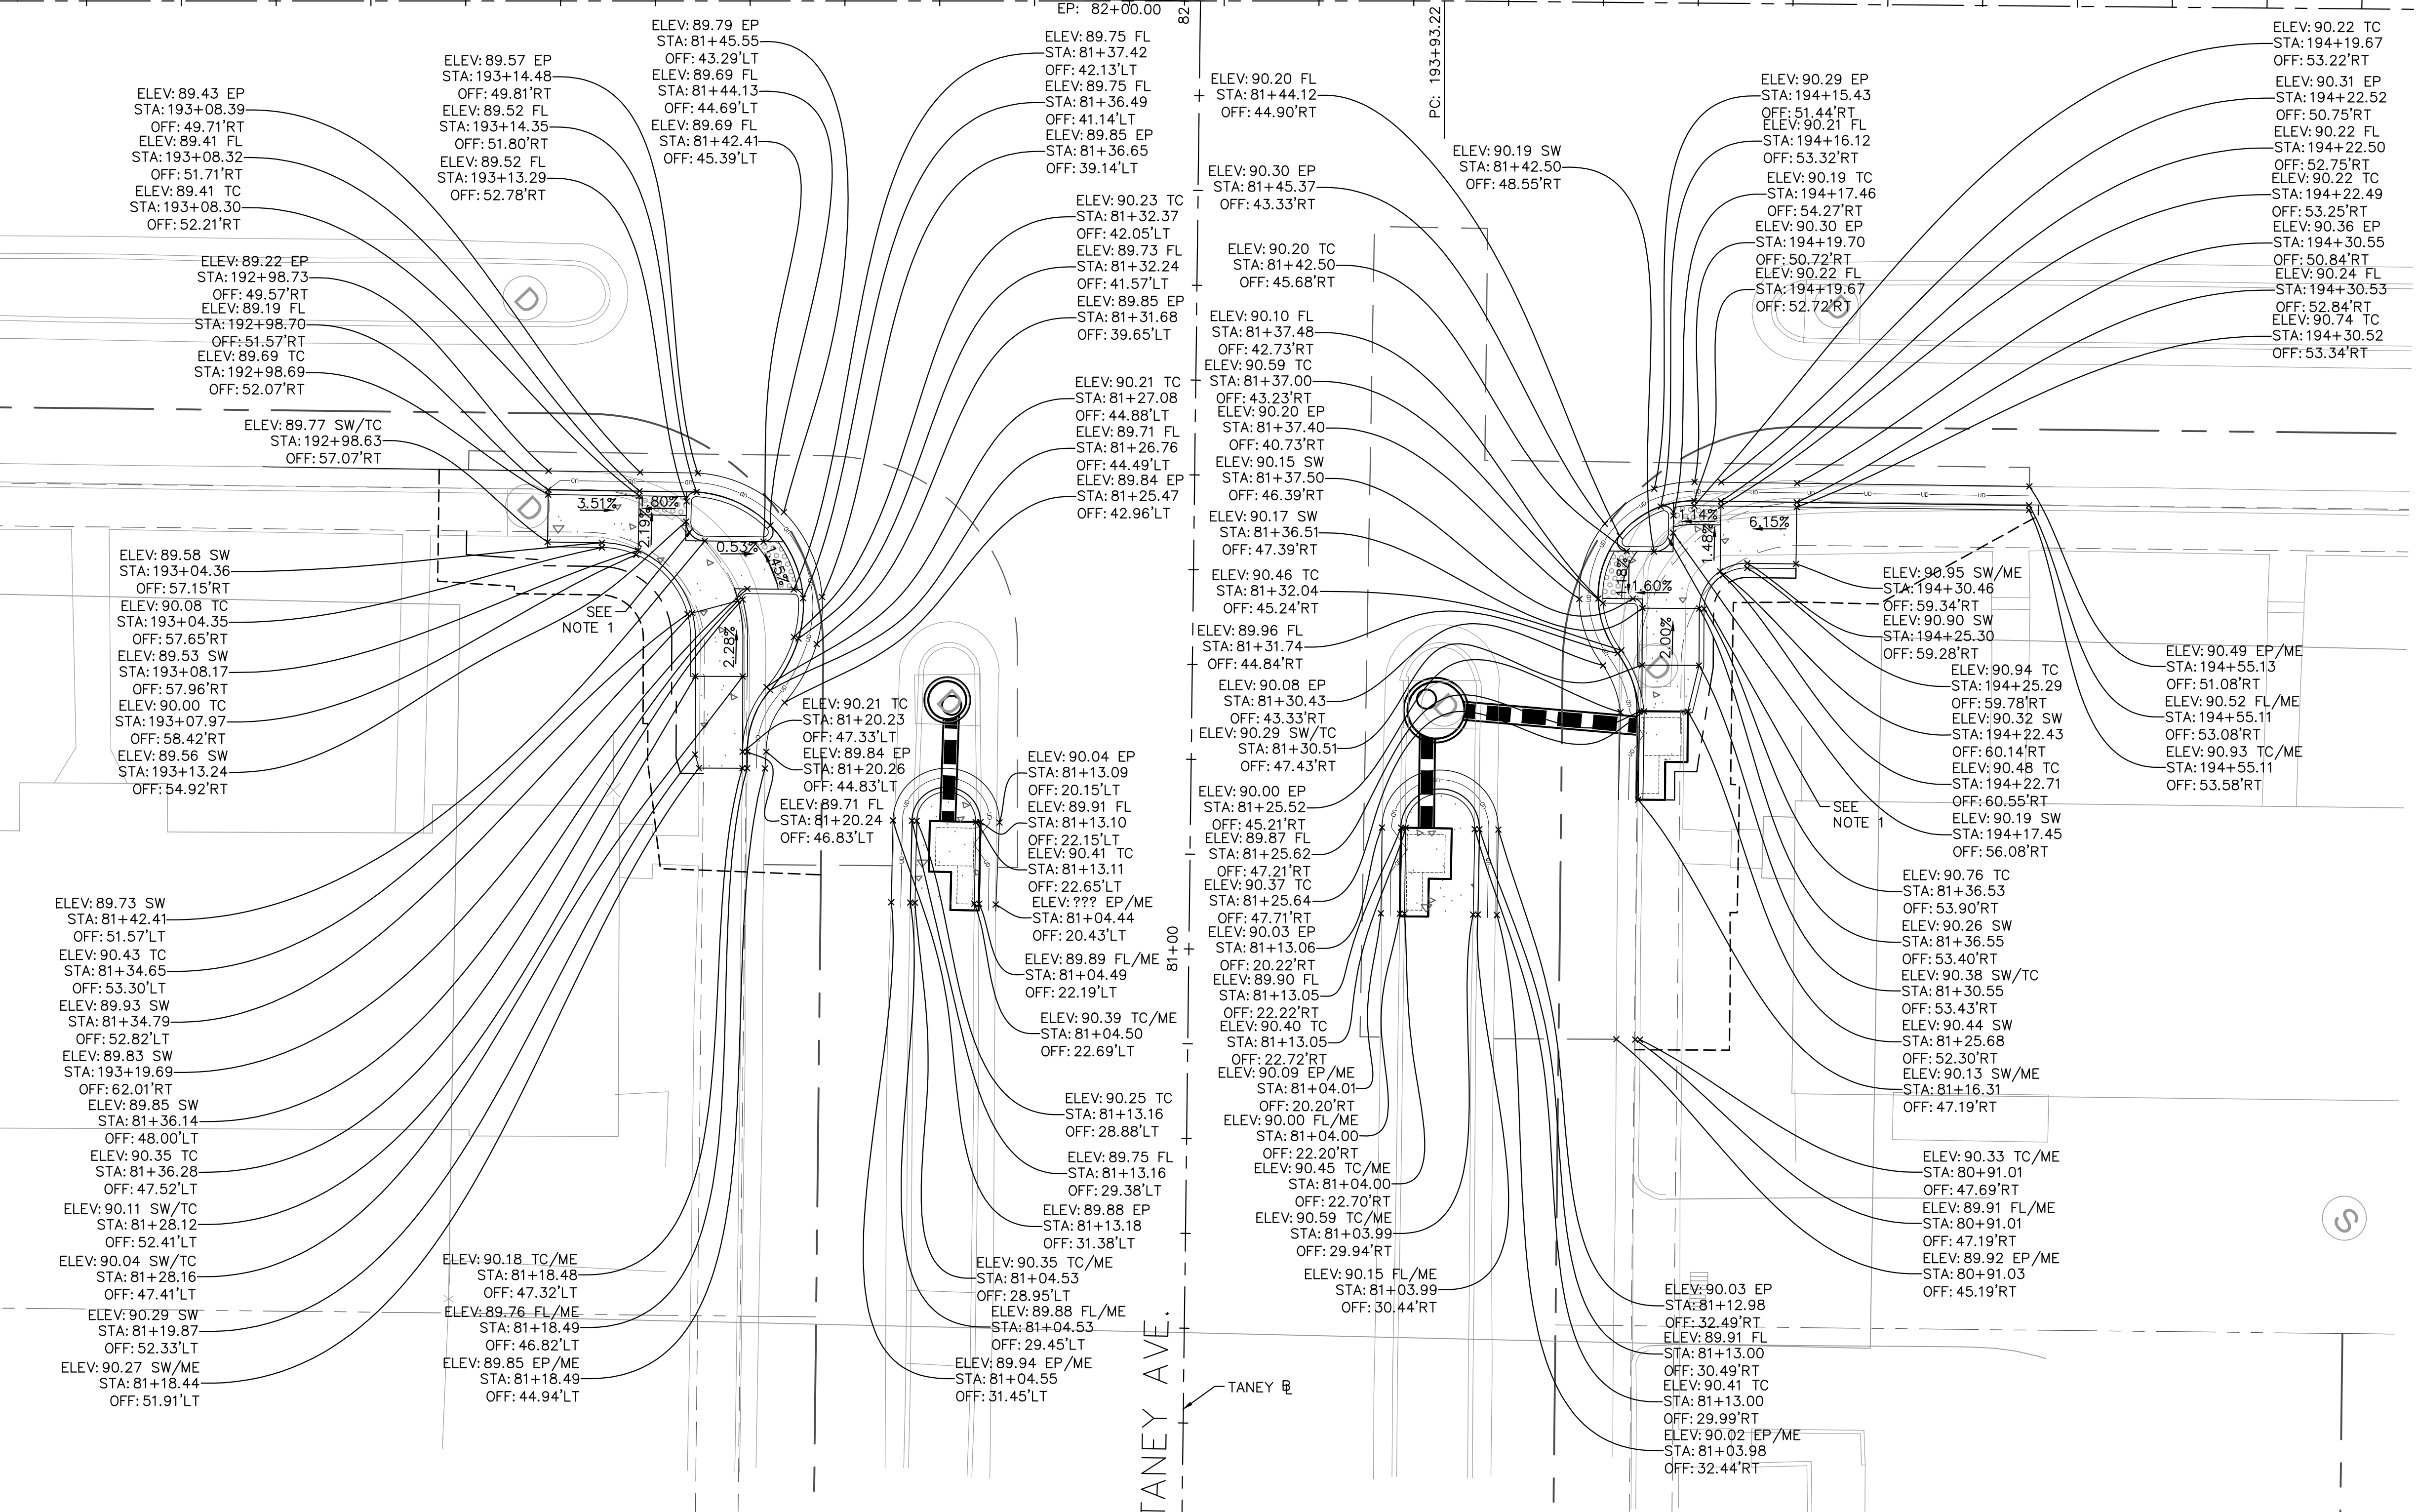 EP: 82+00.00
82
PC: 193+93.22
ELEV: 89.43 EP
STA: 193+08.39
OFF: 49.71'RT
ELEV: 89.41 FL
STA: 193+08.32
OFF: 51.71'RT
ELEV: 89.41 TC
STA: 193+08.30
OFF: 52.21'RT
ELEV: 89.22 EP
STA: 192+98.73
OFF: 49.57'RT
ELEV: 89.19 FL
STA: 192+98.70
OFF: 51.57'RT
ELEV: 89.69 TC
STA: 192+98.69
OFF: 52.07'RT
ELEV: 89.77 SW/TC
STA: 192+98.63
OFF: 57.07'RT
ELEV: 89.57 EP
STA: 193+14.48
OFF: 49.81'RT
ELEV: 89.52 FL
STA: 193+14.35
OFF: 51.80'RT
ELEV: 89.52 FL
STA: 193+13.29
OFF: 52.78'RT
ELEV: 89.79 EP
STA: 81+45.55
OFF: 43.29'LT
ELEV: 89.69 FL
STA: 81+44.13
OFF: 44.69'LT
ELEV: 89.69 FL
STA: 81+42.41
OFF: 45.39'LT
ELEV: 89.75 FL
STA: 81+37.42
OFF: 42.13'LT
ELEV: 89.75 FL
STA: 81+36.49
OFF: 41.14'LT
ELEV: 89.85 EP
STA: 81+36.65
OFF: 39.14'LT
ELEV: 90.23 TC
STA: 81+32.37
OFF: 42.05'LT
ELEV: 89.73 FL
STA: 81+32.24
OFF: 41.57'LT
ELEV: 89.85 EP
STA: 81+31.68
OFF: 39.65'LT
ELEV: 90.21 TC
STA: 81+27.08
OFF: 44.88'LT
ELEV: 89.71 FL
STA: 81+26.76
OFF: 44.49'LT
ELEV: 89.84 EP
STA: 81+25.47
OFF: 42.96'LT
ELEV: 90.20 FL
STA: 81+44.12
OFF: 44.90'RT
ELEV: 90.30 EP
STA: 81+45.37
OFF: 43.33'RT
ELEV: 90.20 TC
STA: 81+42.50
OFF: 45.68'RT
ELEV: 90.10 FL
STA: 81+37.48
OFF: 42.73'RT
ELEV: 90.59 TC
STA: 81+37.00
OFF: 43.23'RT
ELEV: 90.20 EP
STA: 81+37.40
OFF: 40.73'RT
ELEV: 90.15 SW
STA: 81+37.50
OFF: 46.39'RT
ELEV: 90.17 SW
STA: 81+36.51
OFF: 47.39'RT
ELEV: 90.46 TC
STA: 81+32.04
OFF: 45.24'RT
ELEV: 89.96 FL
STA: 81+31.74
OFF: 44.84'RT
ELEV: 90.08 EP
STA: 81+30.43
OFF: 43.33'RT
ELEV: 90.29 SW/TC
STA: 81+30.51
OFF: 47.43'RT
ELEV: 90.00 EP
STA: 81+25.52
OFF: 45.21'RT
ELEV: 89.87 FL
STA: 81+25.62
OFF: 47.21'RT
ELEV: 90.37 TC
STA: 81+25.64
OFF: 47.71'RT
ELEV: 90.03 EP
STA: 81+13.06
OFF: 20.22'RT
ELEV: 89.90 FL
STA: 81+13.05
OFF: 22.22'RT
ELEV: 90.40 TC
STA: 81+13.05
OFF: 22.72'RT
ELEV: 90.09 EP/ME
STA: 81+04.01
OFF: 20.20'RT
ELEV: 90.00 FL/ME
STA: 81+04.00
OFF: 22.20'RT
ELEV: 90.45 TC/ME
STA: 81+04.00
OFF: 22.70'RT
ELEV: 90.59 TC/ME
STA: 81+03.99
OFF: 29.94'RT
ELEV: 90.15 FL/ME
STA: 81+03.99
OFF: 30.44'RT
ELEV: 90.19 SW
STA: 81+42.50
OFF: 48.55'RT
ELEV: 90.29 EP
STA: 194+15.43
OFF: 51.44'RT
ELEV: 90.21 FL
STA: 194+16.12
OFF: 53.32'RT
ELEV: 90.19 TC
STA: 194+17.46
OFF: 54.27'RT
ELEV: 90.30 EP
STA: 194+19.70
OFF: 50.72'RT
ELEV: 90.22 FL
STA: 194+19.67
OFF: 52.72'RT
ELEV: 90.22 TC
STA: 194+19.67
OFF: 53.22'RT
ELEV: 90.31 EP
STA: 194+22.52
OFF: 50.75'RT
ELEV: 90.22 FL
STA: 194+22.50
OFF: 52.75'RT
ELEV: 90.22 TC
STA: 194+22.49
OFF: 53.25'RT
ELEV: 90.36 EP
STA: 194+30.55
OFF: 50.84'RT
ELEV: 90.24 FL
STA: 194+30.53
OFF: 52.84'RT
ELEV: 90.74 TC
STA: 194+30.52
OFF: 53.34'RT
D
D
D
D
D
D
D
S
3.51%
1.80%
2.19%
0.53%
1.45%
2.28%
1.14%
6.15%
1.48%
1.18%
1.60%
2.00%
UD
UD
UD
UD
UD
SEE
NOTE 1
ELEV: 89.58 SW
STA: 193+04.36
OFF: 57.15'RT
ELEV: 90.08 TC
STA: 193+04.35
OFF: 57.65'RT
ELEV: 89.53 SW
STA: 193+08.17
OFF: 57.96'RT
ELEV: 90.00 TC
STA: 193+07.97
OFF: 58.42'RT
ELEV: 89.56 SW
STA: 193+13.24
OFF: 54.92'RT
ELEV: 89.73 SW
STA: 81+42.41
OFF: 51.57'LT
ELEV: 90.43 TC
STA: 81+34.65
OFF: 53.30'LT
ELEV: 89.93 SW
STA: 81+34.79
OFF: 52.82'LT
ELEV: 89.83 SW
STA: 193+19.69
OFF: 62.01'RT
ELEV: 89.85 SW
STA: 81+36.14
OFF: 48.00'LT
ELEV: 90.35 TC
STA: 81+36.28
OFF: 47.52'LT
ELEV: 90.11 SW/TC
STA: 81+28.12
OFF: 52.41'LT
ELEV: 90.04 SW/TC
STA: 81+28.16
OFF: 47.41'LT
ELEV: 90.29 SW
STA: 81+19.87
OFF: 52.33'LT
ELEV: 90.27 SW/ME
STA: 81+18.44
OFF: 51.91'LT
ELEV: 90.18 TC/ME
STA: 81+18.48
OFF: 47.32'LT
ELEV: 89.76 FL/ME
STA: 81+18.49
OFF: 46.82'LT
ELEV: 89.85 EP/ME
STA: 81+18.49
OFF: 44.94'LT
ELEV: 90.21 TC
STA: 81+20.23
OFF: 47.33'LT
ELEV: 89.84 EP
STA: 81+20.26
OFF: 44.83'LT
ELEV: 89.71 FL
STA: 81+20.24
OFF: 46.83'LT
ELEV: 90.04 EP
STA: 81+13.09
OFF: 20.15'LT
ELEV: 89.91 FL
STA: 81+13.10
OFF: 22.15'LT
ELEV: 90.41 TC
STA: 81+13.11
OFF: 22.65'LT
ELEV: ??? EP/ME
STA: 81+04.44
OFF: 20.43'LT
ELEV: 89.89 FL/ME
STA: 81+04.49
OFF: 22.19'LT
ELEV: 90.39 TC/ME
STA: 81+04.50
OFF: 22.69'LT
ELEV: 90.25 TC
STA: 81+13.16
OFF: 28.88'LT
ELEV: 89.75 FL
STA: 81+13.16
OFF: 29.38'LT
ELEV: 89.88 EP
STA: 81+13.18
OFF: 31.38'LT
ELEV: 90.35 TC/ME
STA: 81+04.53
OFF: 28.95'LT
ELEV: 89.88 FL/ME
STA: 81+04.53
OFF: 29.45'LT
ELEV: 89.94 EP/ME
STA: 81+04.55
OFF: 31.45'LT
81+00
TANEY AVE.
TANEY BL
ELEV: 90.95 SW/ME
STA: 194+30.46
OFF: 59.34'RT
ELEV: 90.90 SW
STA: 194+25.30
OFF: 59.28'RT
ELEV: 90.94 TC
STA: 194+25.29
OFF: 59.78'RT
ELEV: 90.32 SW
STA: 194+22.43
OFF: 60.14'RT
ELEV: 90.48 TC
STA: 194+22.71
OFF: 60.55'RT
ELEV: 90.19 SW
STA: 194+17.45
OFF: 56.08'RT
ELEV: 90.49 EP/ME
STA: 194+55.13
OFF: 51.08'RT
ELEV: 90.52 FL/ME
STA: 194+55.11
OFF: 53.08'RT
ELEV: 90.93 TC/ME
STA: 194+55.11
OFF: 53.58'RT
SEE
NOTE 1
ELEV: 90.76 TC
STA: 81+36.53
OFF: 53.90'RT
ELEV: 90.26 SW
STA: 81+36.55
OFF: 53.40'RT
ELEV: 90.38 SW/TC
STA: 81+30.55
OFF: 53.43'RT
ELEV: 90.44 SW
STA: 81+25.68
OFF: 52.30'RT
ELEV: 90.13 SW/ME
STA: 81+16.31
OFF: 47.19'RT
ELEV: 90.33 TC/ME
STA: 80+91.01
OFF: 47.69'RT
ELEV: 89.91 FL/ME
STA: 80+91.01
OFF: 47.19'RT
ELEV: 89.92 EP/ME
STA: 80+91.03
OFF: 45.19'RT
ELEV: 90.03 EP
STA: 81+12.98
OFF: 32.49'RT
ELEV: 89.91 FL
STA: 81+13.00
OFF: 30.49'RT
ELEV: 90.41 TC
STA: 81+13.00
OFF: 29.99'RT
ELEV: 90.02 EP/ME
STA: 81+03.98
OFF: 32.44'RT